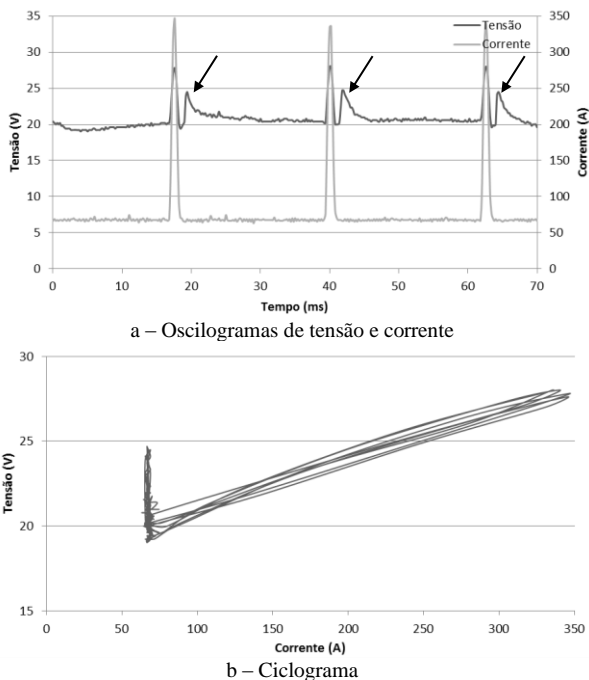 35
30
25
20
15
10
5
0
Tensão (V)
350
300
250
200
150
100
50
0
Corrente (A)
Tensão
Corrente
0 10 20 30 40 50 60 70
Tempo (ms)
a – Oscilogramas de tensão e corrente
30
25
20
15
Tensão (V)
0 50 100 150 200 250 300 350
Corrente (A)
b – Ciclograma